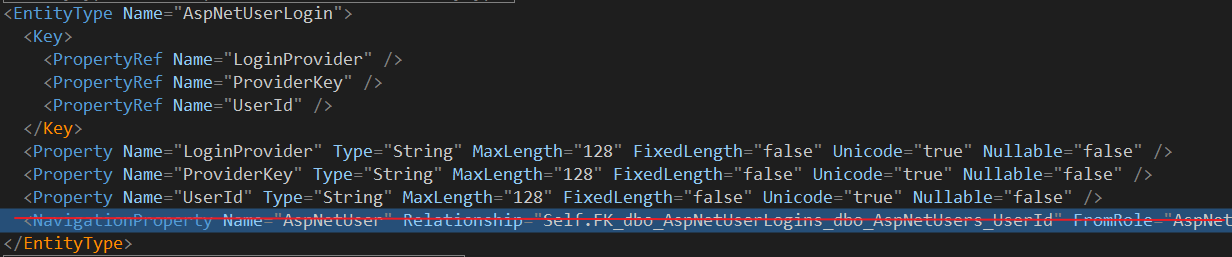 <EntityType Name="AspNetUserLogin">
<Key>
<PropertyRef Name="LoginProvider" />
<PropertyRef Name="ProviderKey" />
<PropertyRef Name="UserId" />
</Key>
<Property Name="LoginProvider" Type="String" MaxLength="128" FixedLength="false" Unicode="true" Nullable="false" />
<Property Name="ProviderKey" Type="String" MaxLength="128" FixedLength="false" Unicode="true" Nullable="false" />
<Property Name="UserId" Type="String" MaxLength="128" FixedLength="false" Unicode="true" Nullable="false" />
<NavigationProperty Name="AspNetUser" Relationship="Self.FK_dbo_AspNetUserLogins_dbo_AspNetUsers_UserId" FromRole="AspNet
</EntityType>